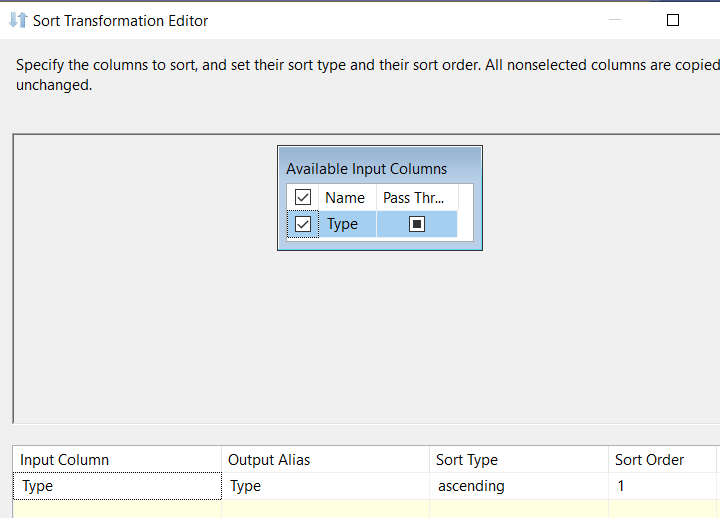 Sort Transformation Editor
Specify the columns to sort, and set their sort type and their sort order. All nonselected columns are copied
unchanged.
Available Input Columns
Name Pass Thr...
Type
Input Column Output Alias Sort Type Sort Order
Type Type ascending 1